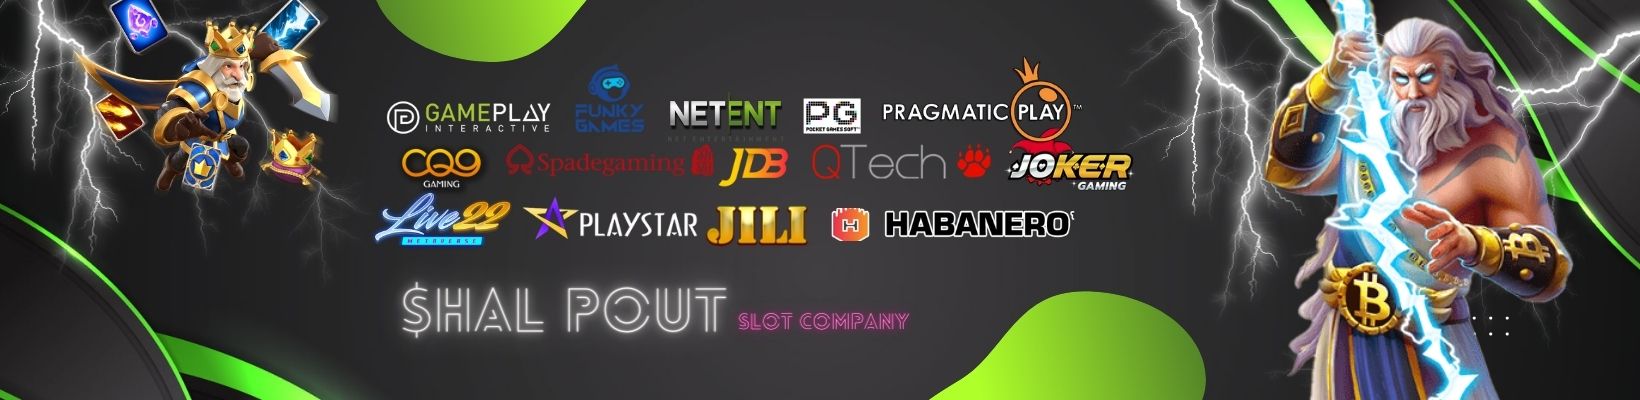 GAMEPLAY
INTERACTIVE
FUNKY
GAMES
NETENT
NET ENTERTAINMENT
PG
POCKET GAMES SOFT
PRAGMATIC PLAY™
CQ9
GAMING
Spadegaming
JDB
QTech
JOKER
GAMING
Live22
METAVERSE
PLAYSTAR
JILI
H
HABANERO
$HAL POUT SLOT COMPANY